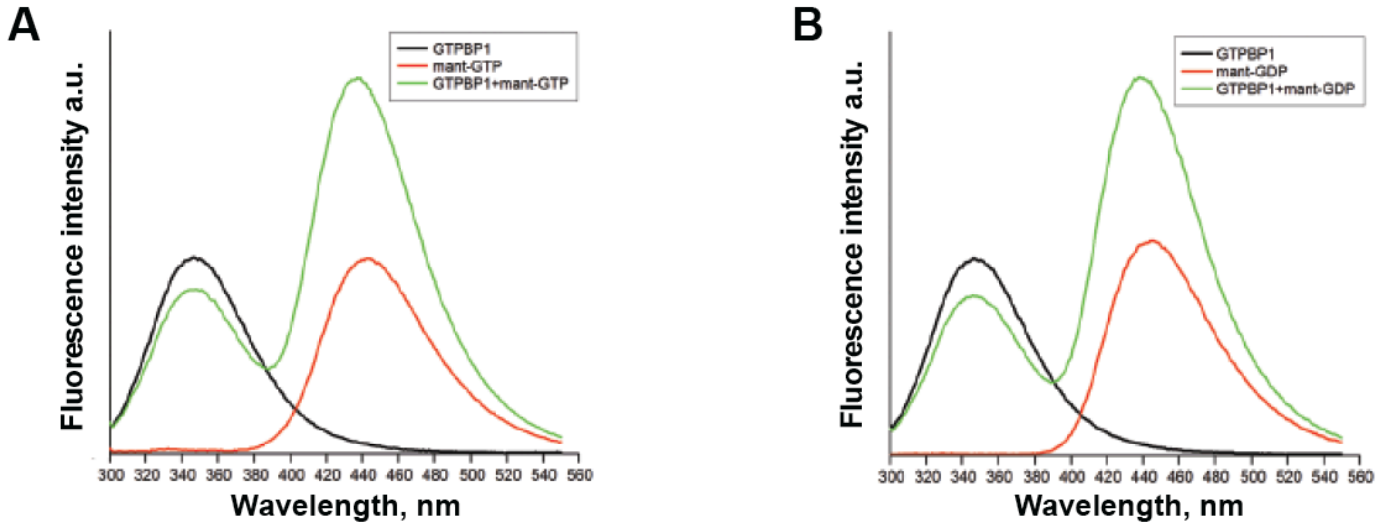 A
GTPBP1
mant-GTP
GTPBP1+mant-GTP
Fluorescence intensity a.u.
300 320 340 360 380 400 420 440 460 480 500 520 540 560
Wavelength, nm
B
GTPBP1
mant-GDP
GTPBP1+mant-GDP
Fluorescence intensity a.u.
300 320 340 360 380 400 420 440 460 480 500 520 540 560
Wavelength, nm